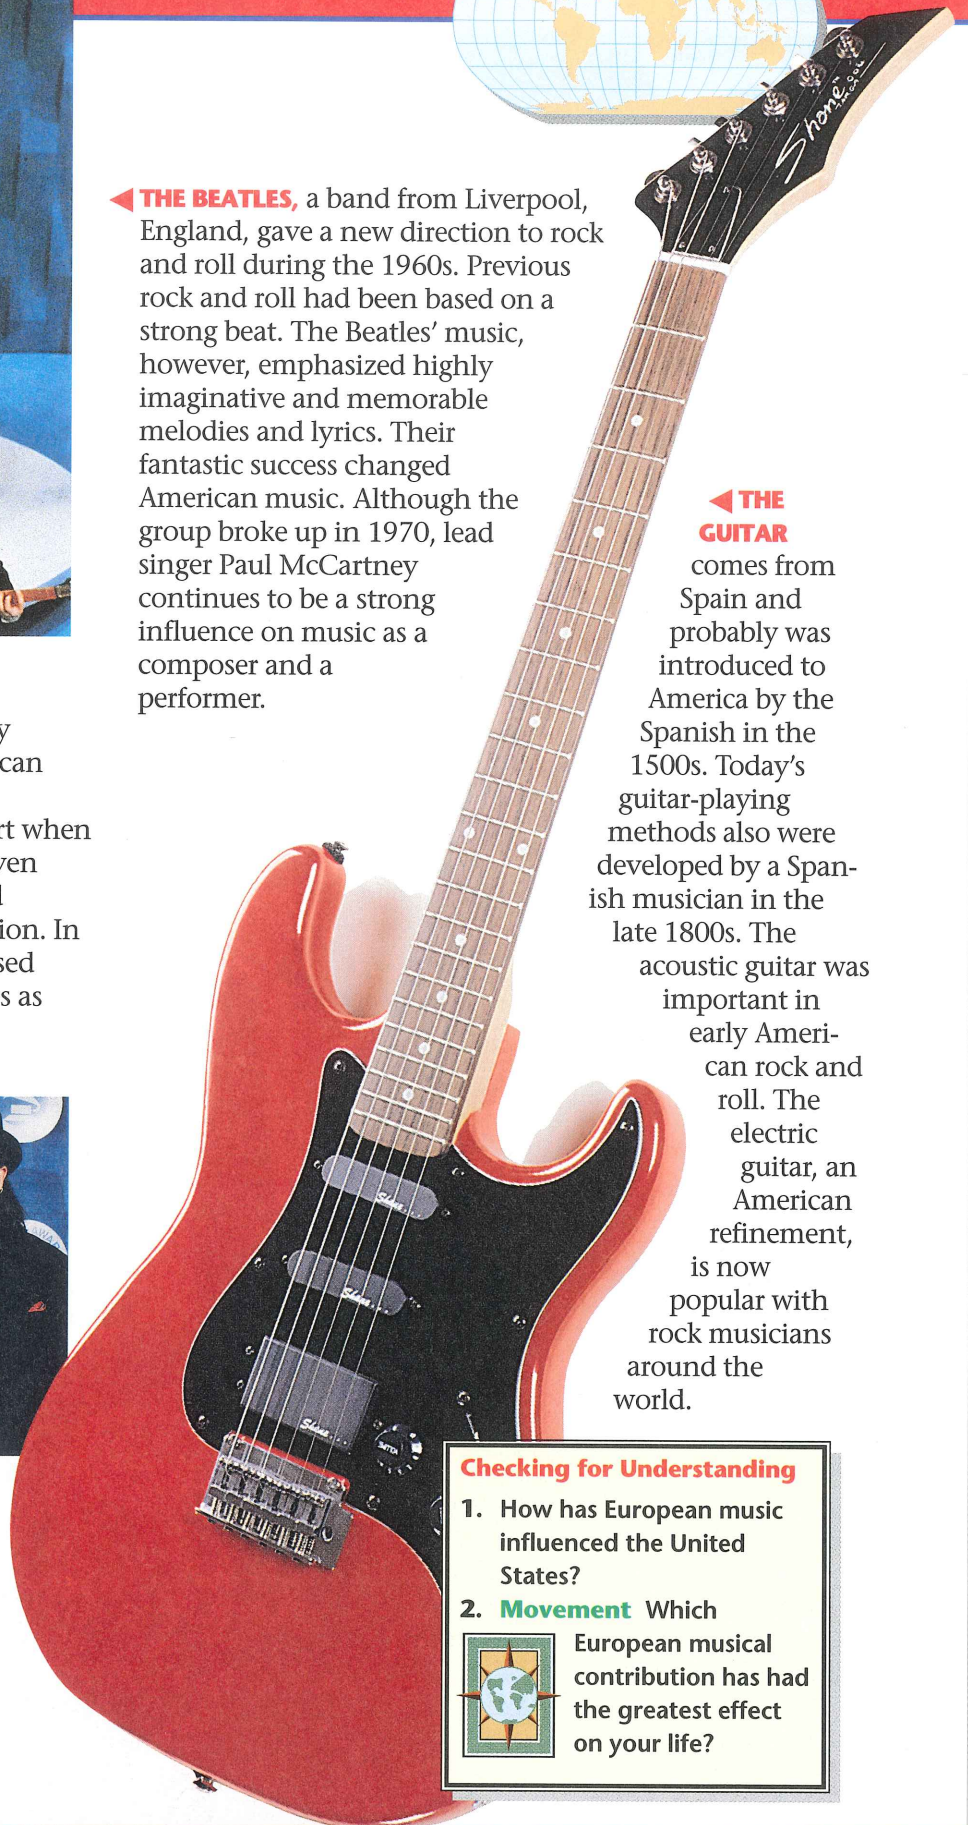 THE BEATLES, a band from Liverpool,
England, gave a new direction to rock
and roll during the 1960s. Previous
rock and roll had been based on a
strong beat. The Beatles’ music,
however, emphasized highly
imaginative and memorable
melodies and lyrics. Their
fantastic success changed
American music. Although the
group broke up in 1970, lead
singer Paul McCartney
continues to be a strong
influence on music as a
composer and a
performer.
y
can
rt when
ven
ion. In
sed
s as
Shane
THE
GUITAR
comes from
Spain and
probably was
introduced to
America by the
Spanish in the
1500s. Today’s
guitar-playing
methods also were
developed by a Span-
ish musician in the
late 1800s. The
acoustic guitar was
important in
early Ameri-
can rock and
roll. The
electric
guitar, an
American
refinement,
is now
popular with
rock musicians
around the
world.
Shane
Shane
Shane
Checking for Understanding
1. How has European music
influenced the United
States?
2. Movement Which
European musical
contribution has had
the greatest effect
on your life?